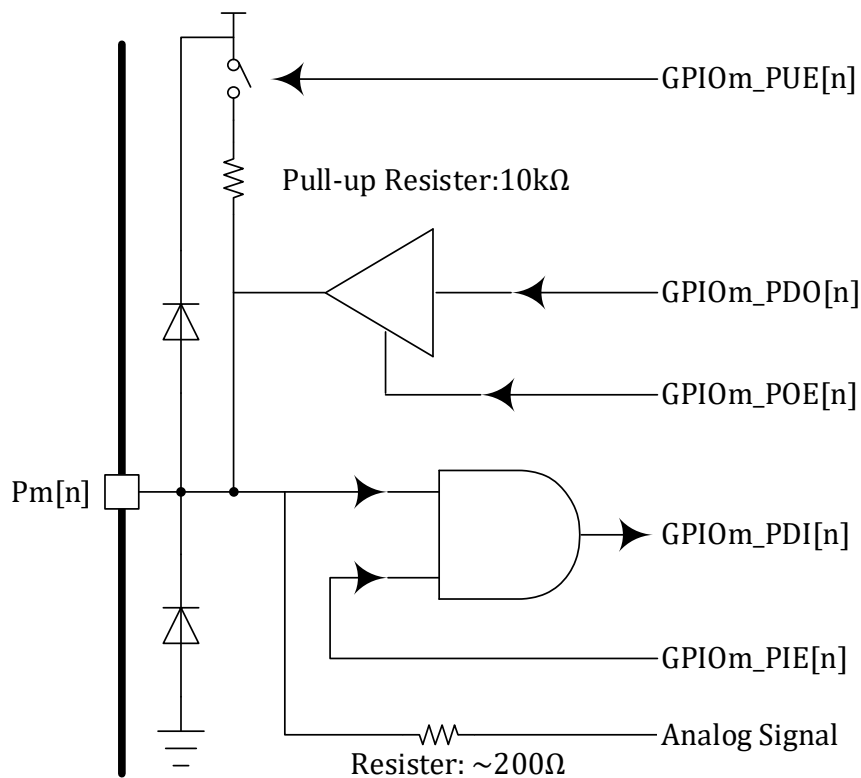 GPIOm_PUE[n]
Pull-up Resister:10kΩ
GPIOm_PDO[n]
GPIOm_POE[n]
Pm[n]
GPIOm_PDI[n]
GPIOm_PIE[n]
Analog Signal
Resister: ~200Ω